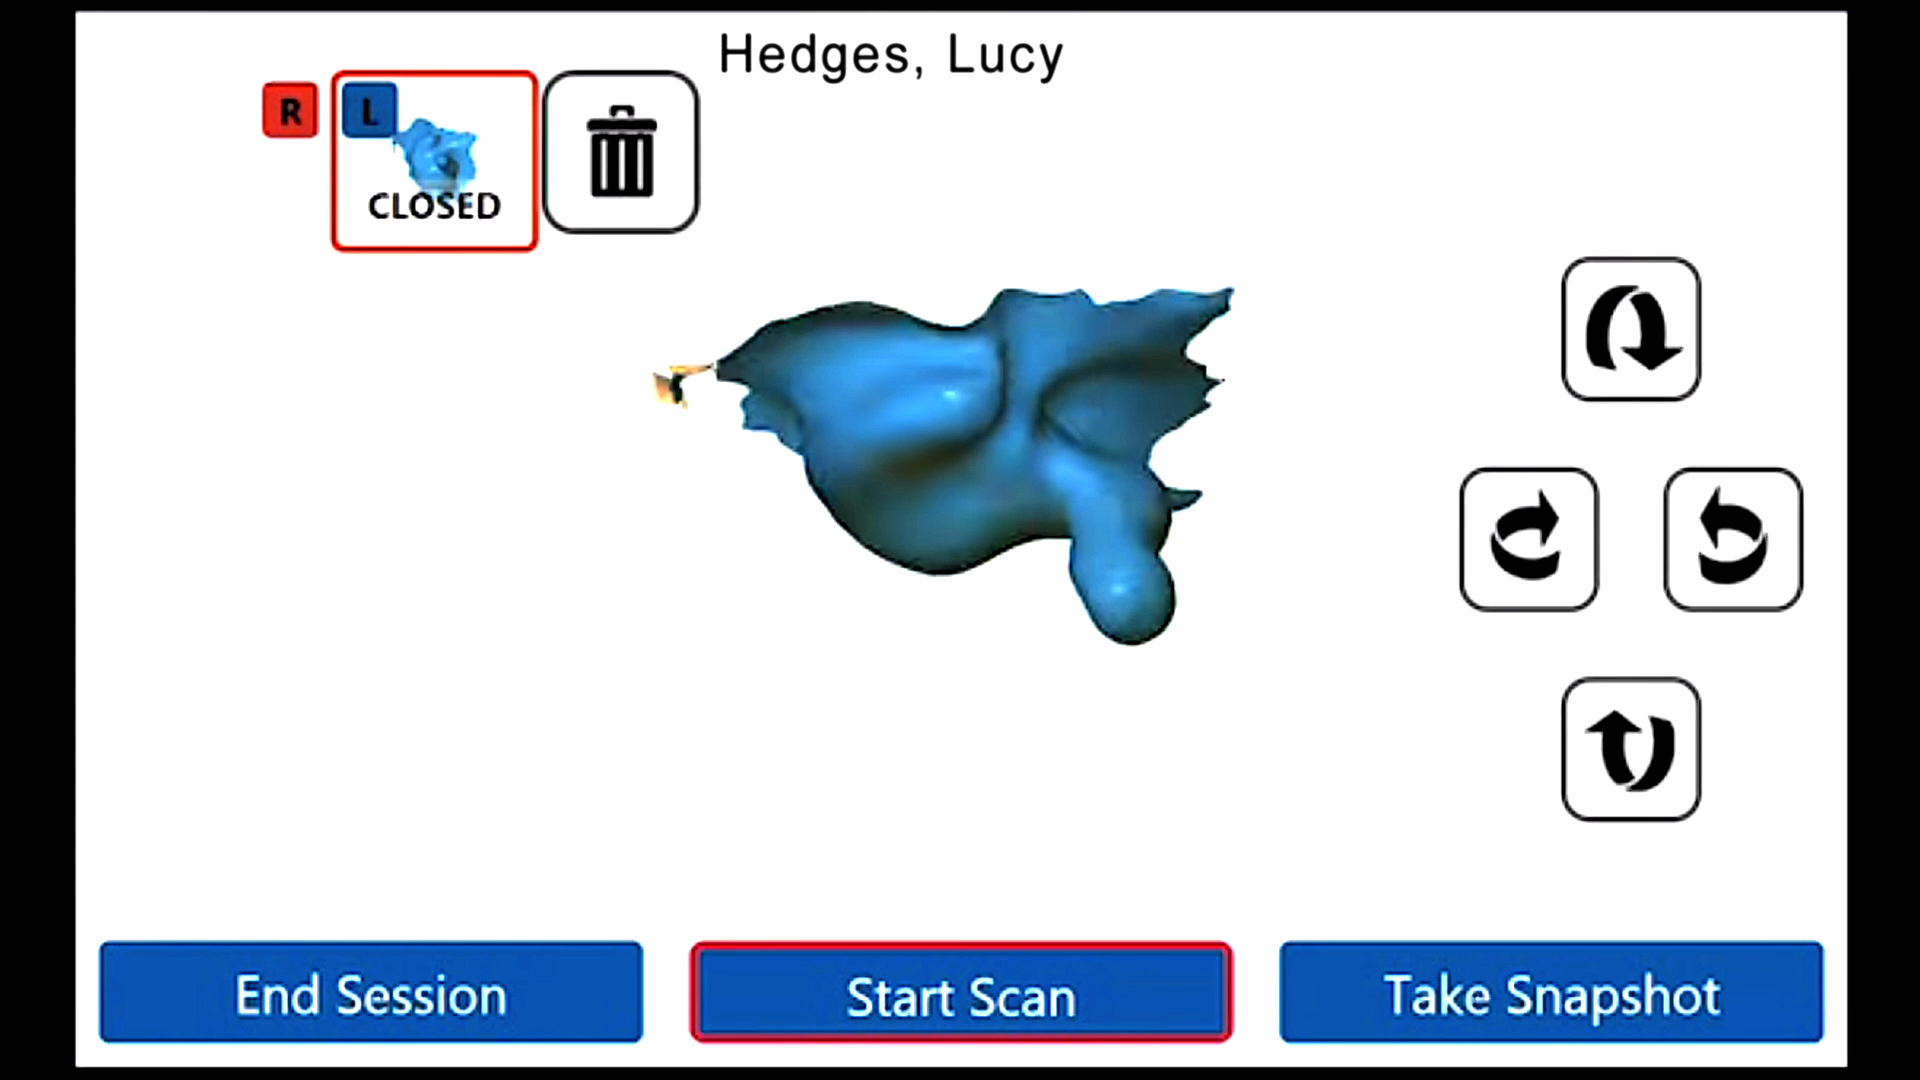 Hedges, Lucy
R
L
CLOSED
End Session
Start Scan
Take Snapshot